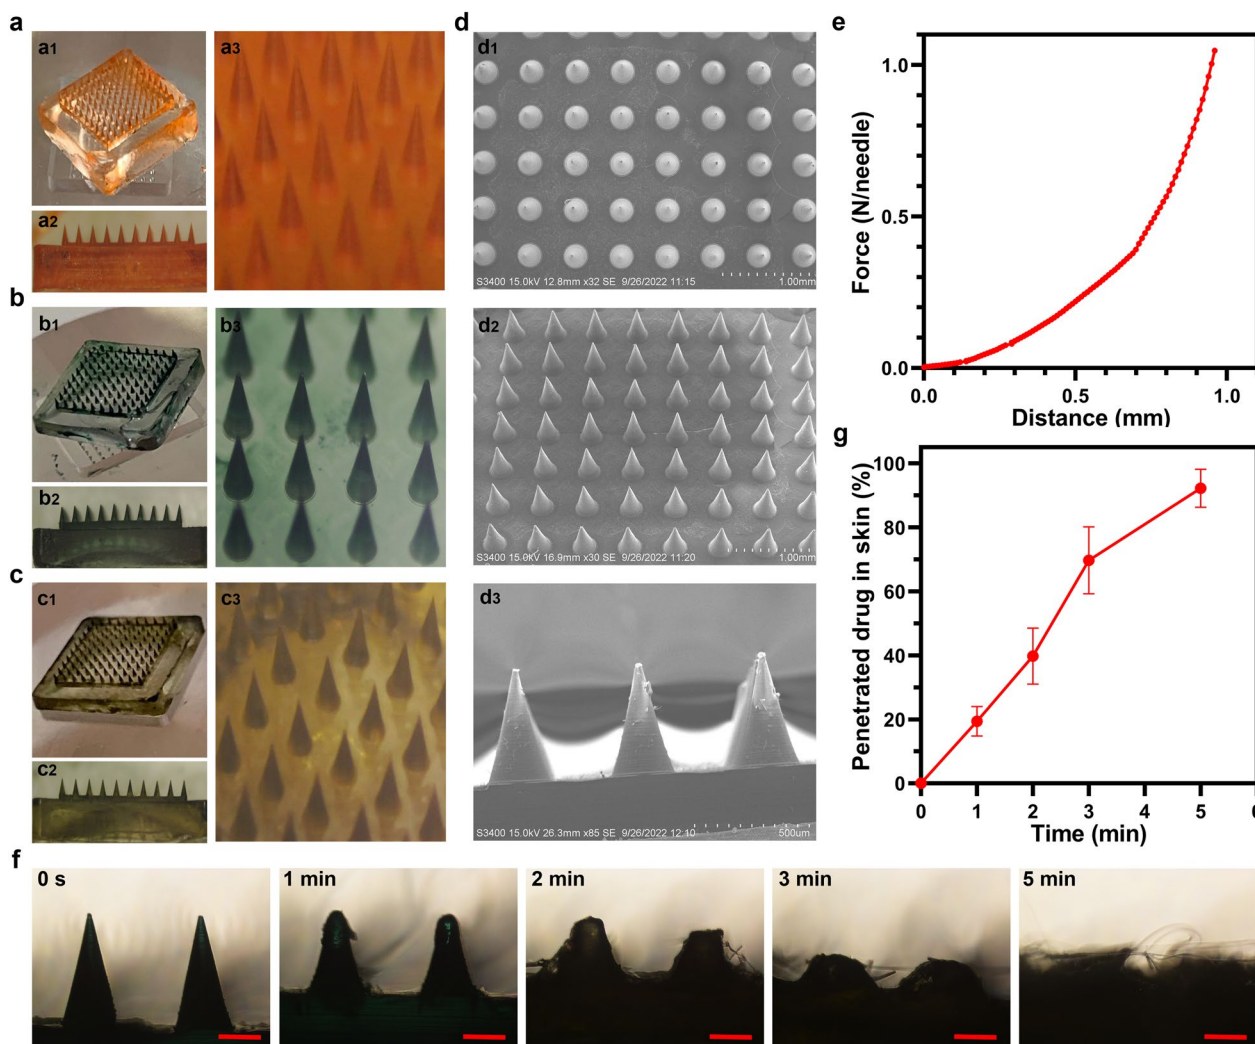 a
a1
a2
a3
b
b1
b2
b3
c
c1
c2
c3
d
d1
S3400 15.0kV 12.8mm x32 SE 9/26/2022 11:15
1.00mm
d2
S3400 15.0kV 16.9mm x30 SE 9/26/2022 11:20
1.00mm
d3
S3400 15.0kV 26.3mm x85 SE 9/26/2022 12:10
500um
e
Force (N/needle)
1.0
0.5
0.0
0.0 0.5 1.0
Distance (mm)
g
Penetrated drug in skin (%)
100
80
60
40
20
0
0 1 2 3 4 5 6
Time (min)
f
0 s
1 min
2 min
3 min
5 min